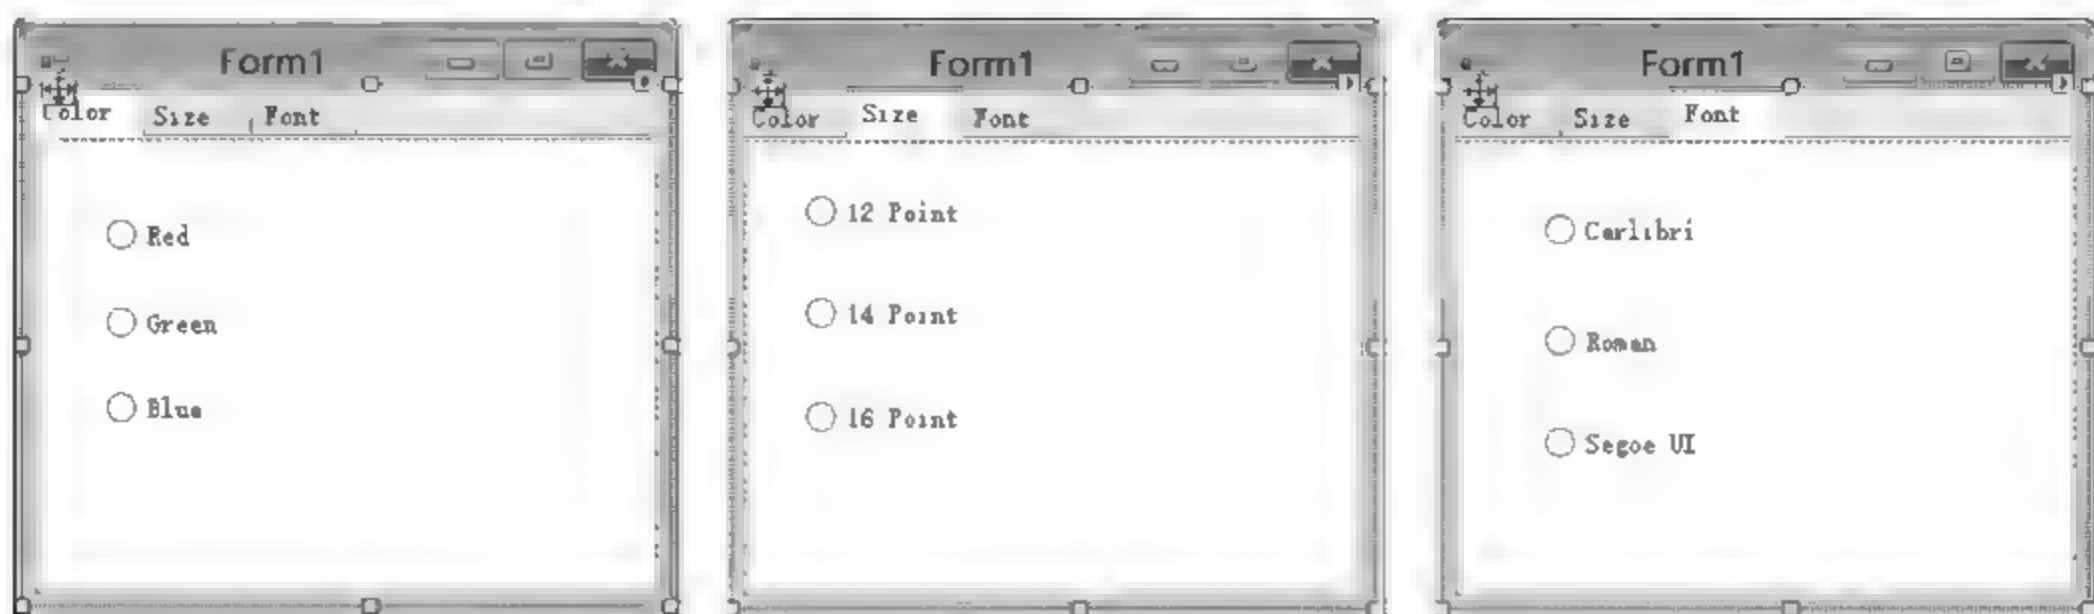 Form1
Color Size Font
Red
Green
Blue
Form1
Color Size Font
12 Point
14 Point
16 Point
Form1
Color Size Font
Carlibri
Roman
Segoe UI